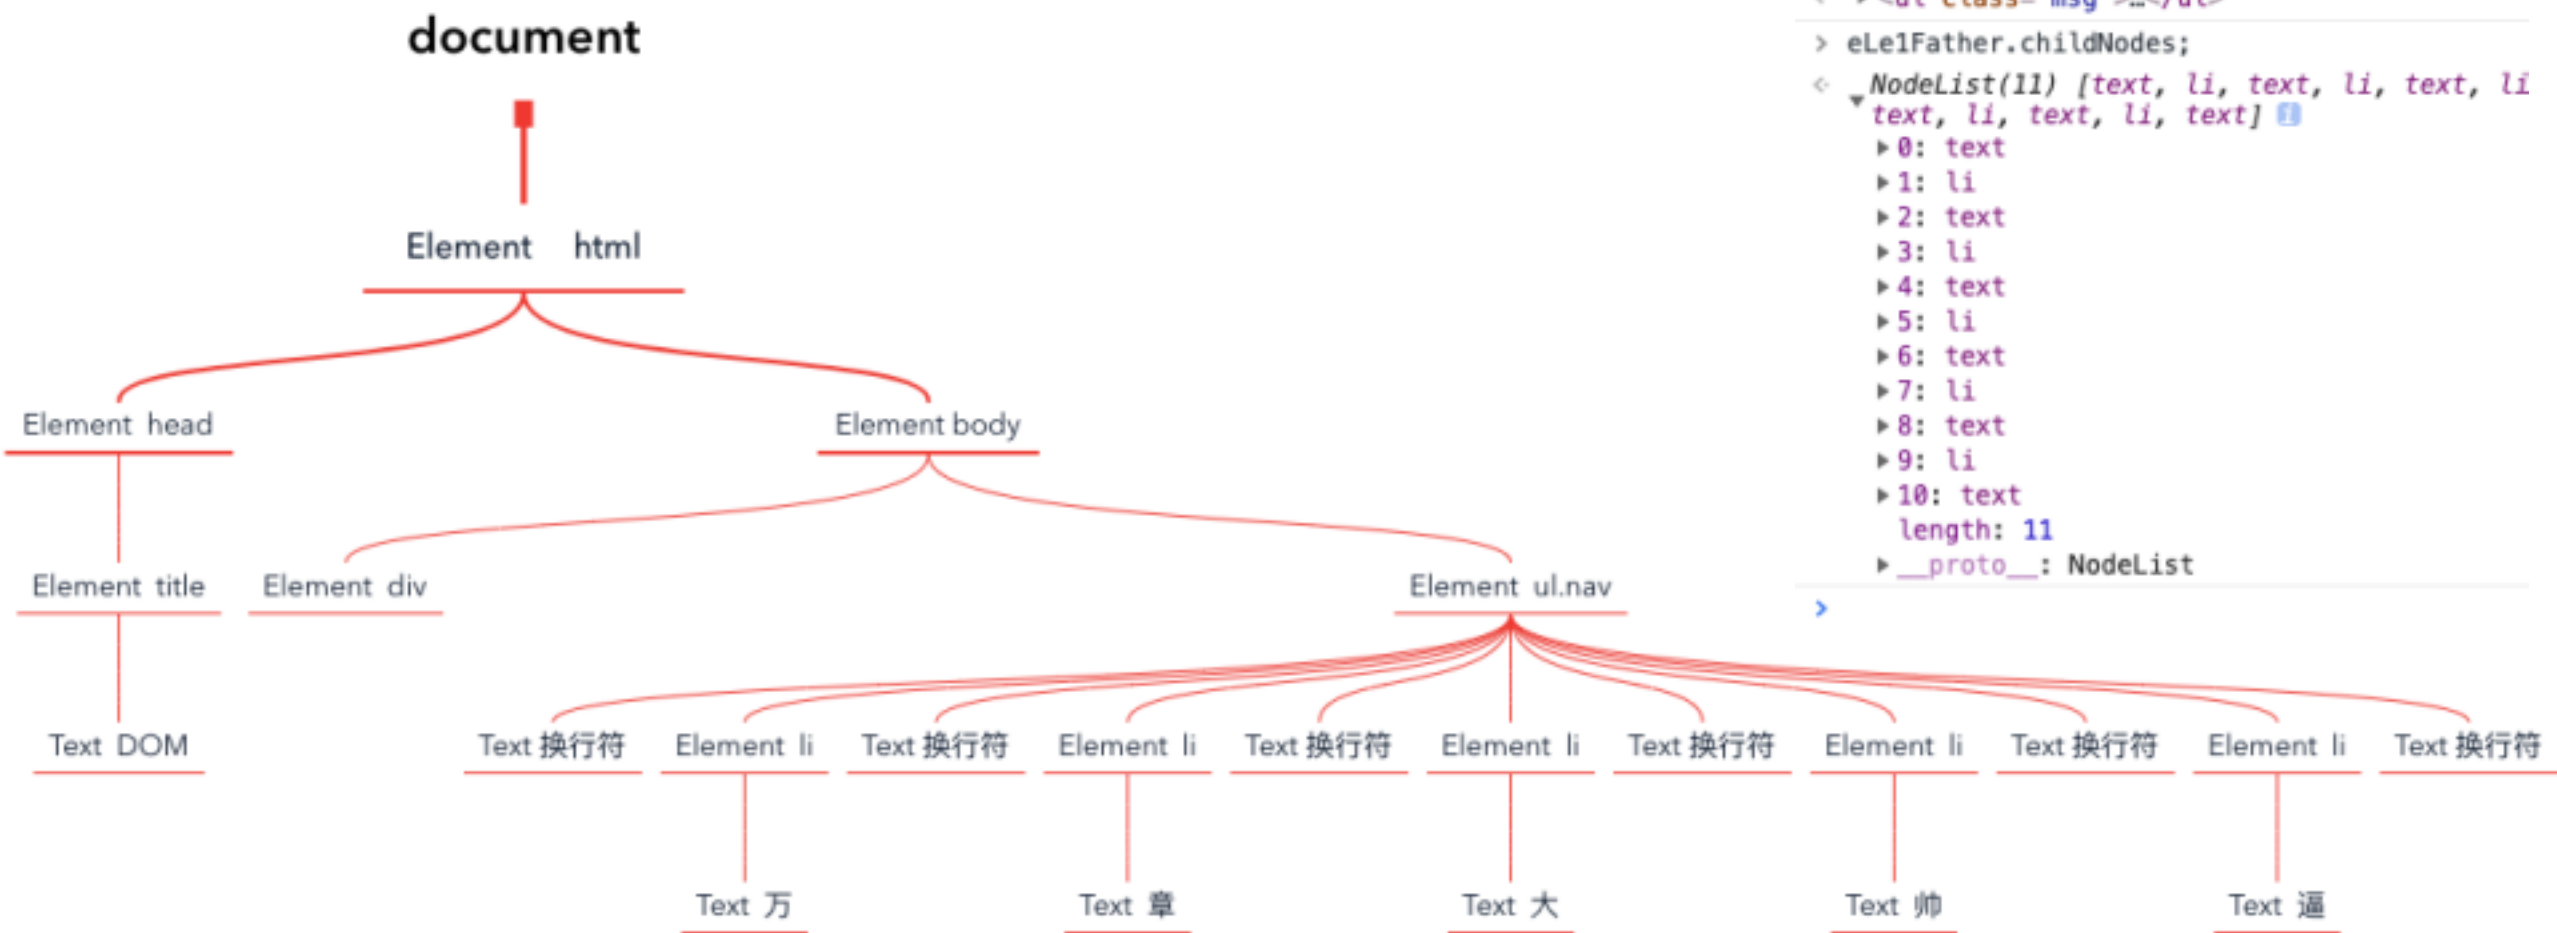 document
Element html
Element head
Element body
Element title
Element div
Element ul.nav
Text DOM
Text 换行符
Element li
Text 换行符
Element li
Text 换行符
Element li
Text 换行符
Element li
Text 换行符
Element li
Text 换行符
Text 万
Text 章
Text 大
Text 帅
Text 逼
<ul class="msg">…</ul>
> eLe1Father.childNodes;
NodeList(11) [text, li, text, li, text, li
text, li, text, li, text]
0: text
1: li
2: text
3: li
4: text
5: li
6: text
7: li
8: text
9: li
10: text
length: 11
__proto__: NodeList
>